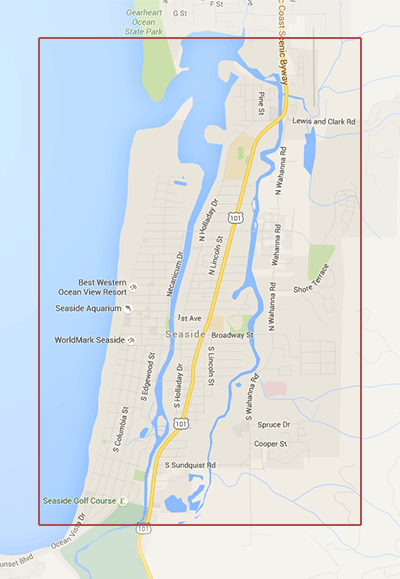 G St
F St
Gearheart
Ocean
State Park
c Coast Scenic Byway
Pine St
Lewis and Clark Rd
N Wahanna Rd
N Holladay Dr
101
Wahanna Rd
N Lincoln St
Necanicum Dr
Shore Terrace
Best Western
Ocean View Resort
Seaside Aquarium
N Wahanna Rd
1st Ave
Seaside
Broadway St
WorldMark Seaside
S Edgewood St
S Holladay Dr
S Lincoln St
S Wahanna Rd
S Columbia St
101
Spruce Dr
Cooper St
S Sundquist Rd
Seaside Golf Course
Ocean Vista Dr
101
unset Blvd